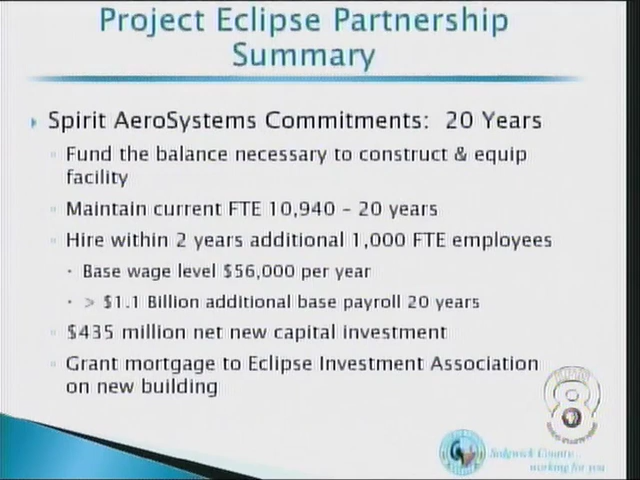 Project Eclipse Partnership
Summary
Spirit AeroSystems Commitments: 20 Years
Fund the balance necessary to construct & equip
facility
Maintain current FTE 10,940 – 20 years
Hire within 2 years additional 1,000 FTE employees
Base wage level $56,000 per year
> $1.1 Billion additional base payroll 20 years
$435 million net new capital investment
Grant mortgage to Eclipse Investment Association
on new building
8
Sedgwick County...
working for you